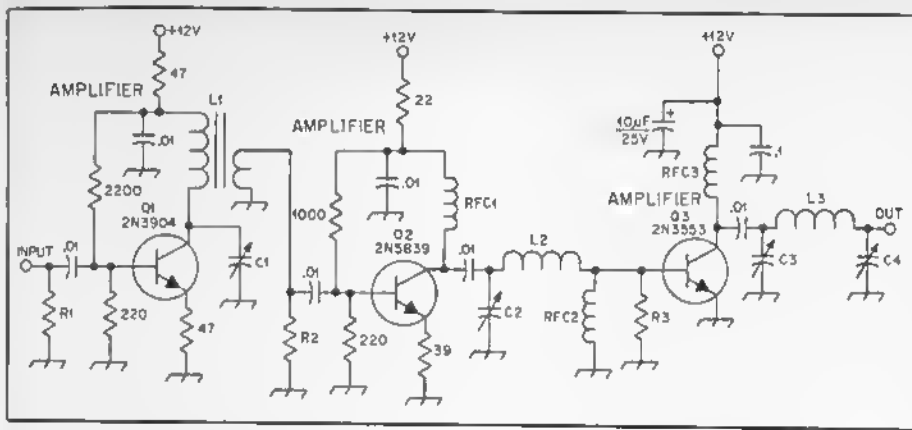 +12V
47
AMPLIFIER
L1
.01
2200
Q1
2N3904
INPUT
.01
R1
220
47
C1
+12V
22
AMPLIFIER
.01
1000
RFC1
Q2
2N5839
.01
R2
220
39
.01
C2
L2
RFC2
R3
+12V
10µF
25V
+
.1
RFC3
AMPLIFIER
Q3
2N3553
.01
L3
OUT
C3
C4